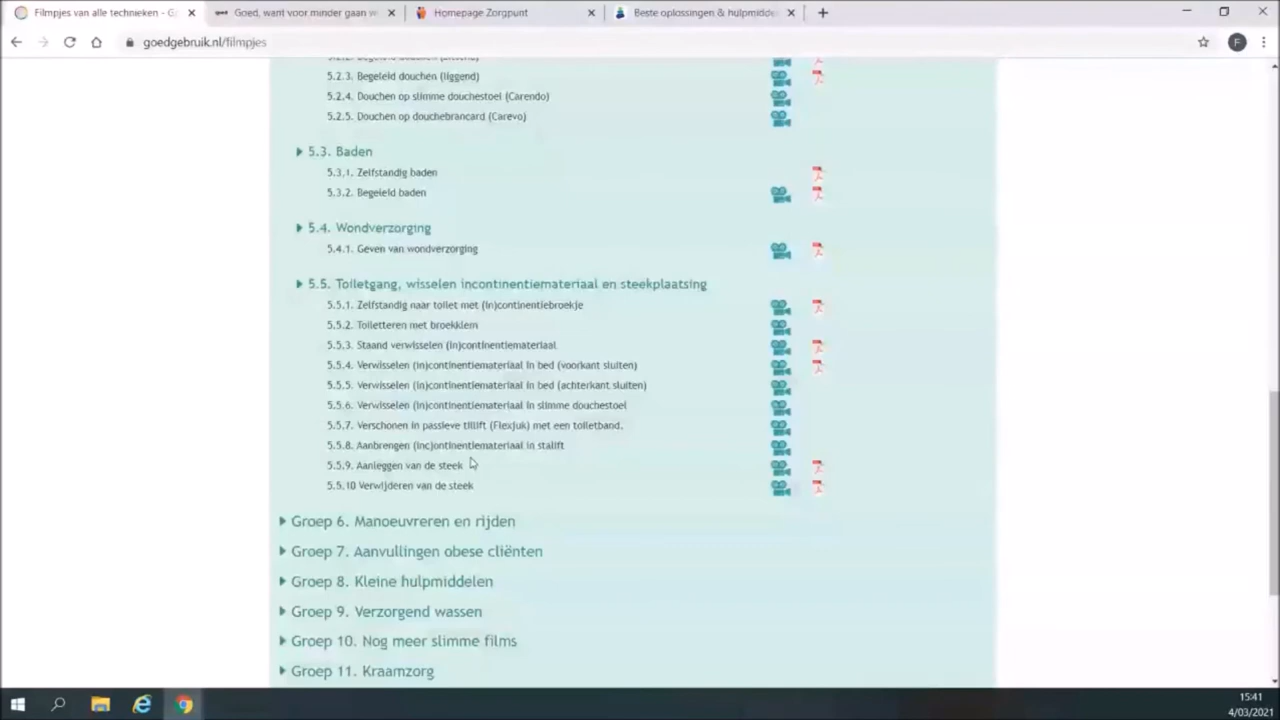 Filmpjes van alle technieken - G
Goed, want voor minder gaan w
Homepage Zorgpunt
Beste oplossingen & hulpmidde
goedgebruik.nl/filmpjes
F
5.2.3. Begeleid douchen (liggend)
5.2.4. Douchen op slimme douchestoel (Carendo)
5.2.5. Douchen op douchebrancard (Carevo)
5.3. Baden
5.3.1. Zelfstandig baden
5.3.2. Begeleid baden
5.4. Wondverzorging
5.4.1. Geven van wondverzorging
5.5. Toiletgang, wisselen incontinentiemateriaal en steekplaatsing
5.5.1. Zelfstandig naar toilet met (in)continentiebroekje
5.5.2. Toiletteren met broekklem
5.5.3. Staand verwisselen (in)continentiemateriaal
5.5.4. Verwisselen (in)continentiemateriaal in bed (voorkant sluiten)
5.5.5. Verwisselen (in)continentiemateriaal in bed (achterkant sluiten)
5.5.6. Verwisselen (in)continentiemateriaal in slimme douchestoel
5.5.7. Verschonen in passieve tillift (Flexjuk) met een toiletband.
5.5.8. Aanbrengen (inc)ontinentiemateriaal in stalift
5.5.9. Aanleggen van de steek
5.5.10 Verwijderen van de steek
Groep 6. Manoeuvreren en rijden
Groep 7. Aanvullingen obese cliënten
Groep 8. Kleine hulpmiddelen
Groep 9. Verzorgend wassen
Groep 10. Nog meer slimme films
Groep 11. Kraamzorg
15:41
4/03/2021